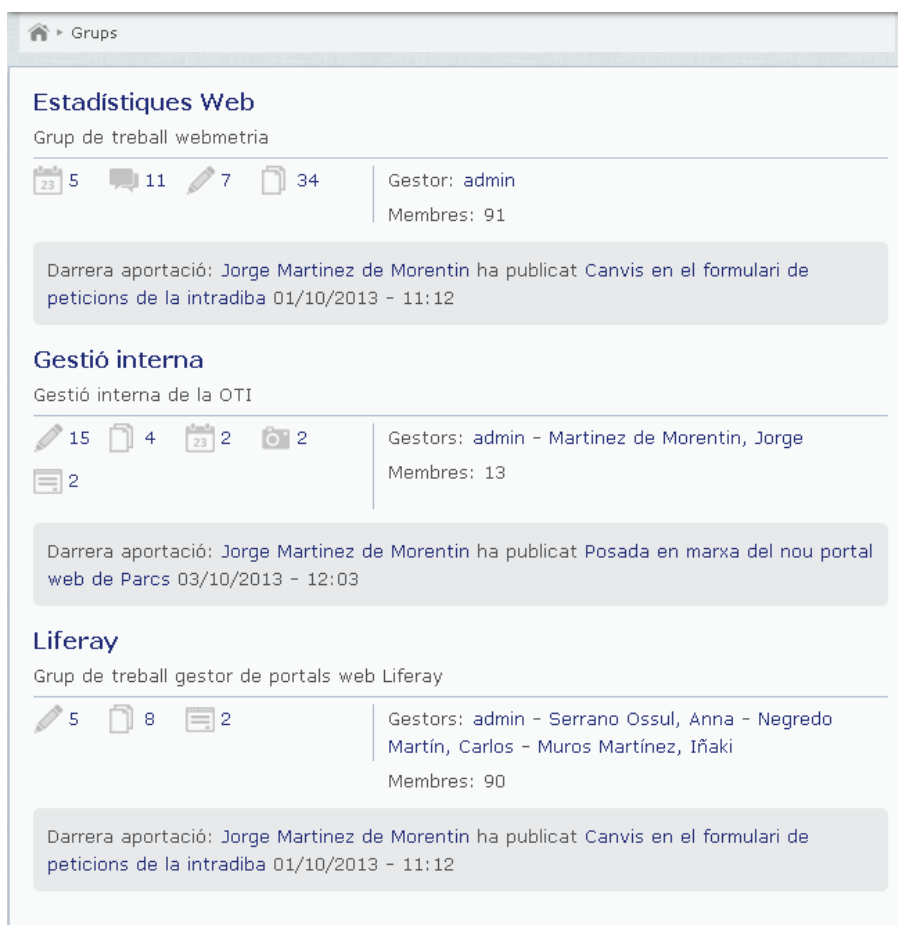 Grups
Estadístiques Web
Grup de treball webmetria
23 5 11 7 34
Gestor: admin
Membres: 91
Darrera aportació: Jorge Martinez de Morentin ha publicat Canvis en el formulari de
peticions de la intradiba 01/10/2013 - 11:12
Gestió interna
Gestió interna de la OTI
15 4 23 2 2
2
Gestors: admin - Martinez de Morentin, Jorge
Membres: 13
Darrera aportació: Jorge Martinez de Morentin ha publicat Posada en marxa del nou portal
web de Parcs 03/10/2013 - 12:03
Liferay
Grup de treball gestor de portals web Liferay
5 8 2
Gestors: admin - Serrano Ossul, Anna - Negredo
Martín, Carlos - Muros Martínez, Iñaki
Membres: 90
Darrera aportació: Jorge Martinez de Morentin ha publicat Canvis en el formulari de
peticions de la intradiba 01/10/2013 - 11:12